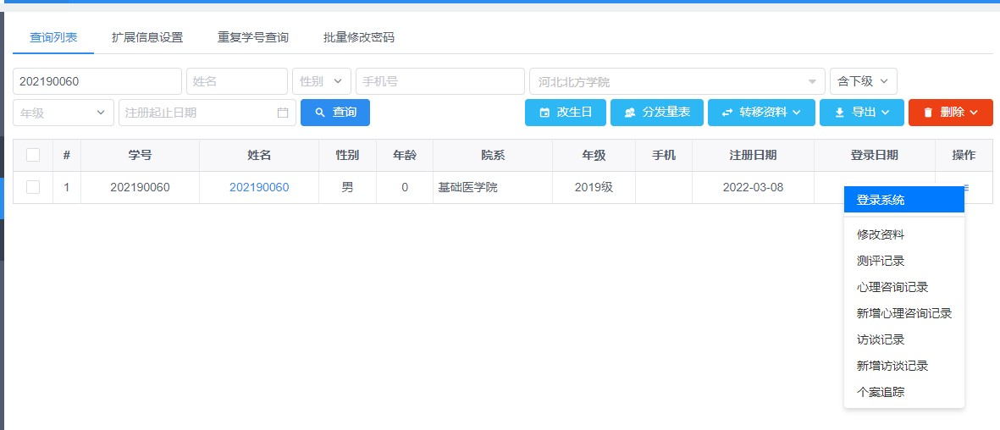 查询列表 扩展信息设置 重复学号查询 批量修改密码
202190060 姓名 性别 手机号 河北北方学院 含下级
年级 注册起止日期 查询 改生日 分发量表 转移资料 导出 删除
# 学号 姓名 性别 年龄 院系 年级 手机 注册日期 登录日期 操作
1 202190060 202190060 男 0 基础医学院 2019级 2022-03-08
登录系统
修改资料
测评记录
心理咨询记录
新增心理咨询记录
访谈记录
新增访谈记录
个案追踪